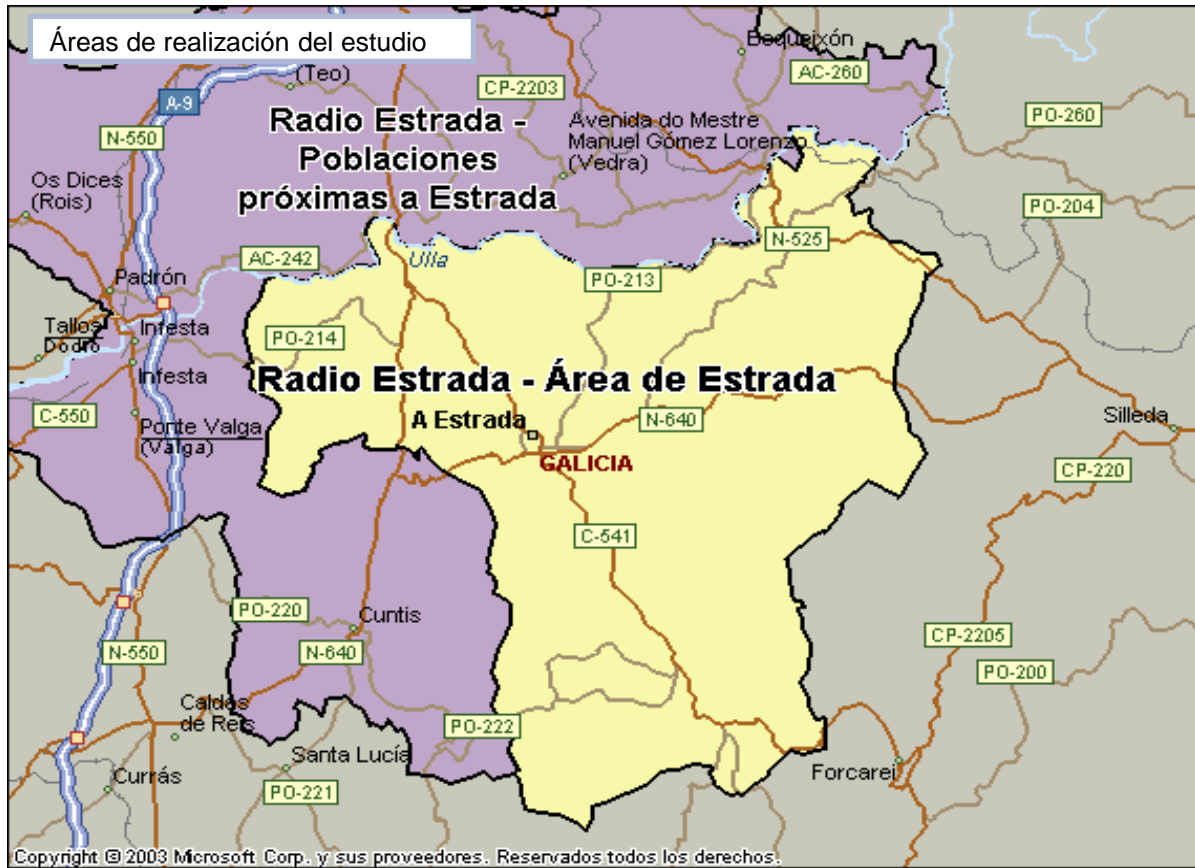 Áreas de realización del estudio
Boqueixón
(Teo)
AC-260
CP-2203
A-9
PO-260
Radio Estrada -
Poblaciones
próximas a Estrada
Avenida do Mestre
Manuel Gómez Lorenzo
(Vedra)
N-550
Os Dices
(Rois)
PO-204
N-525
AC-242
Ulla
PO-213
Padrón
Tallos
Dodro
Infesta
PO-214
Infesta
Radio Estrada - Área de Estrada
C-550
A Estrada
N-640
Ponte Valga
(Valga)
Silleda
GALICIA
CP-220
C-541
PO-220
Cuntis
CP-2205
N-550
N-640
PO-200
Caldas
de Reis
PO-222
Santa Lucía
Forcarei
Currás
PO-221
Copyright © 2003 Microsoft Corp. y sus proveedores. Reservados todos los derechos.